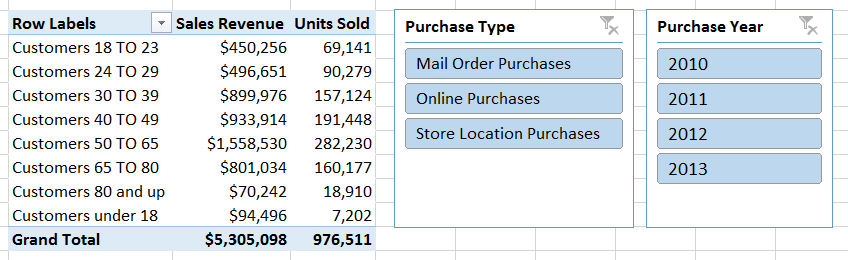 Row Labels Sales Revenue Units Sold
Customers 18 TO 23 $450,256 69,141
Customers 24 TO 29 $496,651 90,279
Customers 30 TO 39 $899,976 157,124
Customers 40 TO 49 $933,914 191,448
Customers 50 TO 65 $1,558,530 282,230
Customers 65 TO 80 $801,034 160,177
Customers 80 and up $70,242 18,910
Customers under 18 $94,496 7,202
Grand Total $5,305,098 976,511
Purchase Type
Mail Order Purchases
Online Purchases
Store Location Purchases
Purchase Year
2010
2011
2012
2013